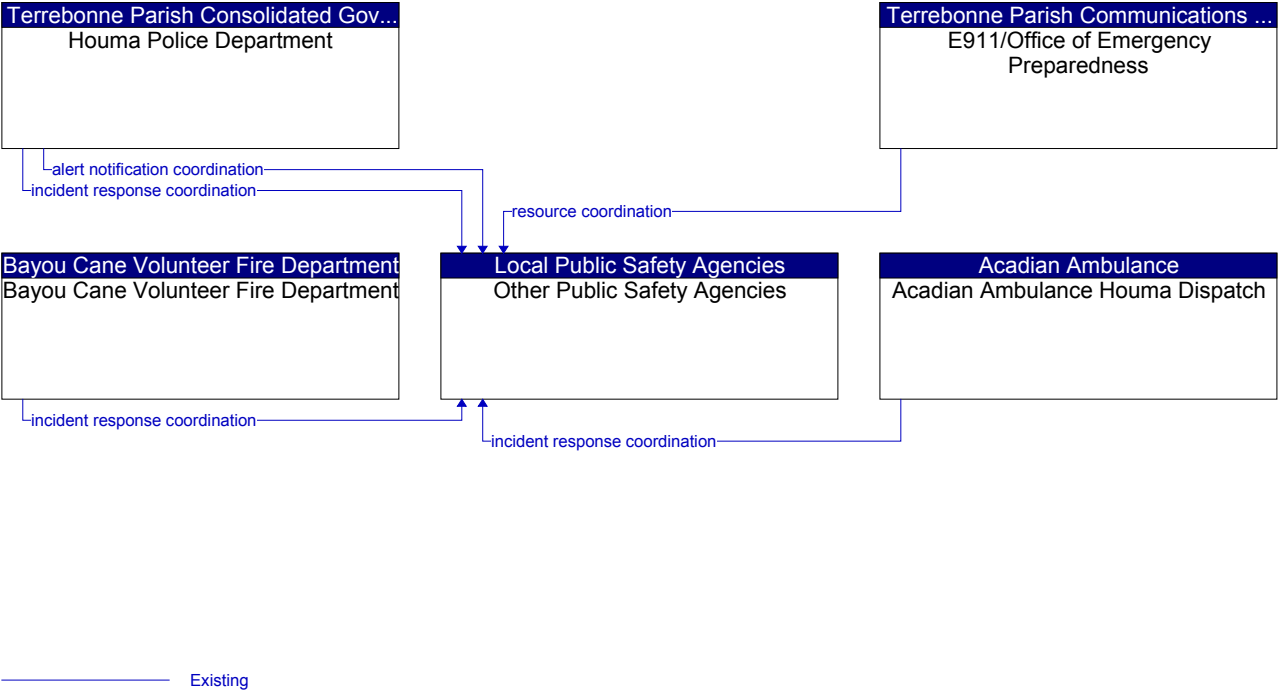 Terrebonne Parish Consolidated Gov...
Houma Police Department
Terrebonne Parish Communications ...
E911/Office of Emergency
Preparedness
alert notification coordination
incident response coordination
resource coordination
Bayou Cane Volunteer Fire Department
Bayou Cane Volunteer Fire Department
Local Public Safety Agencies
Other Public Safety Agencies
Acadian Ambulance
Acadian Ambulance Houma Dispatch
incident response coordination
incident response coordination
Existing